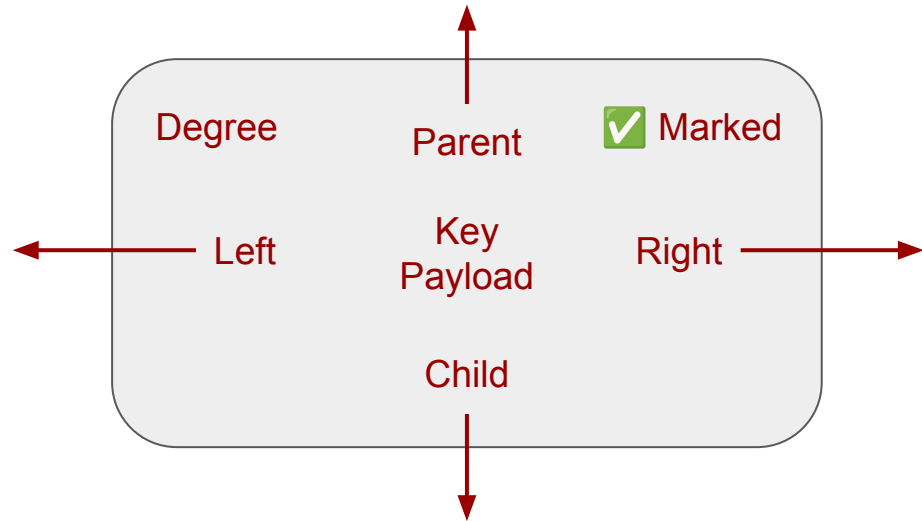 Degree
Parent
✅ Marked
Left
Key
Payload
Right
Child